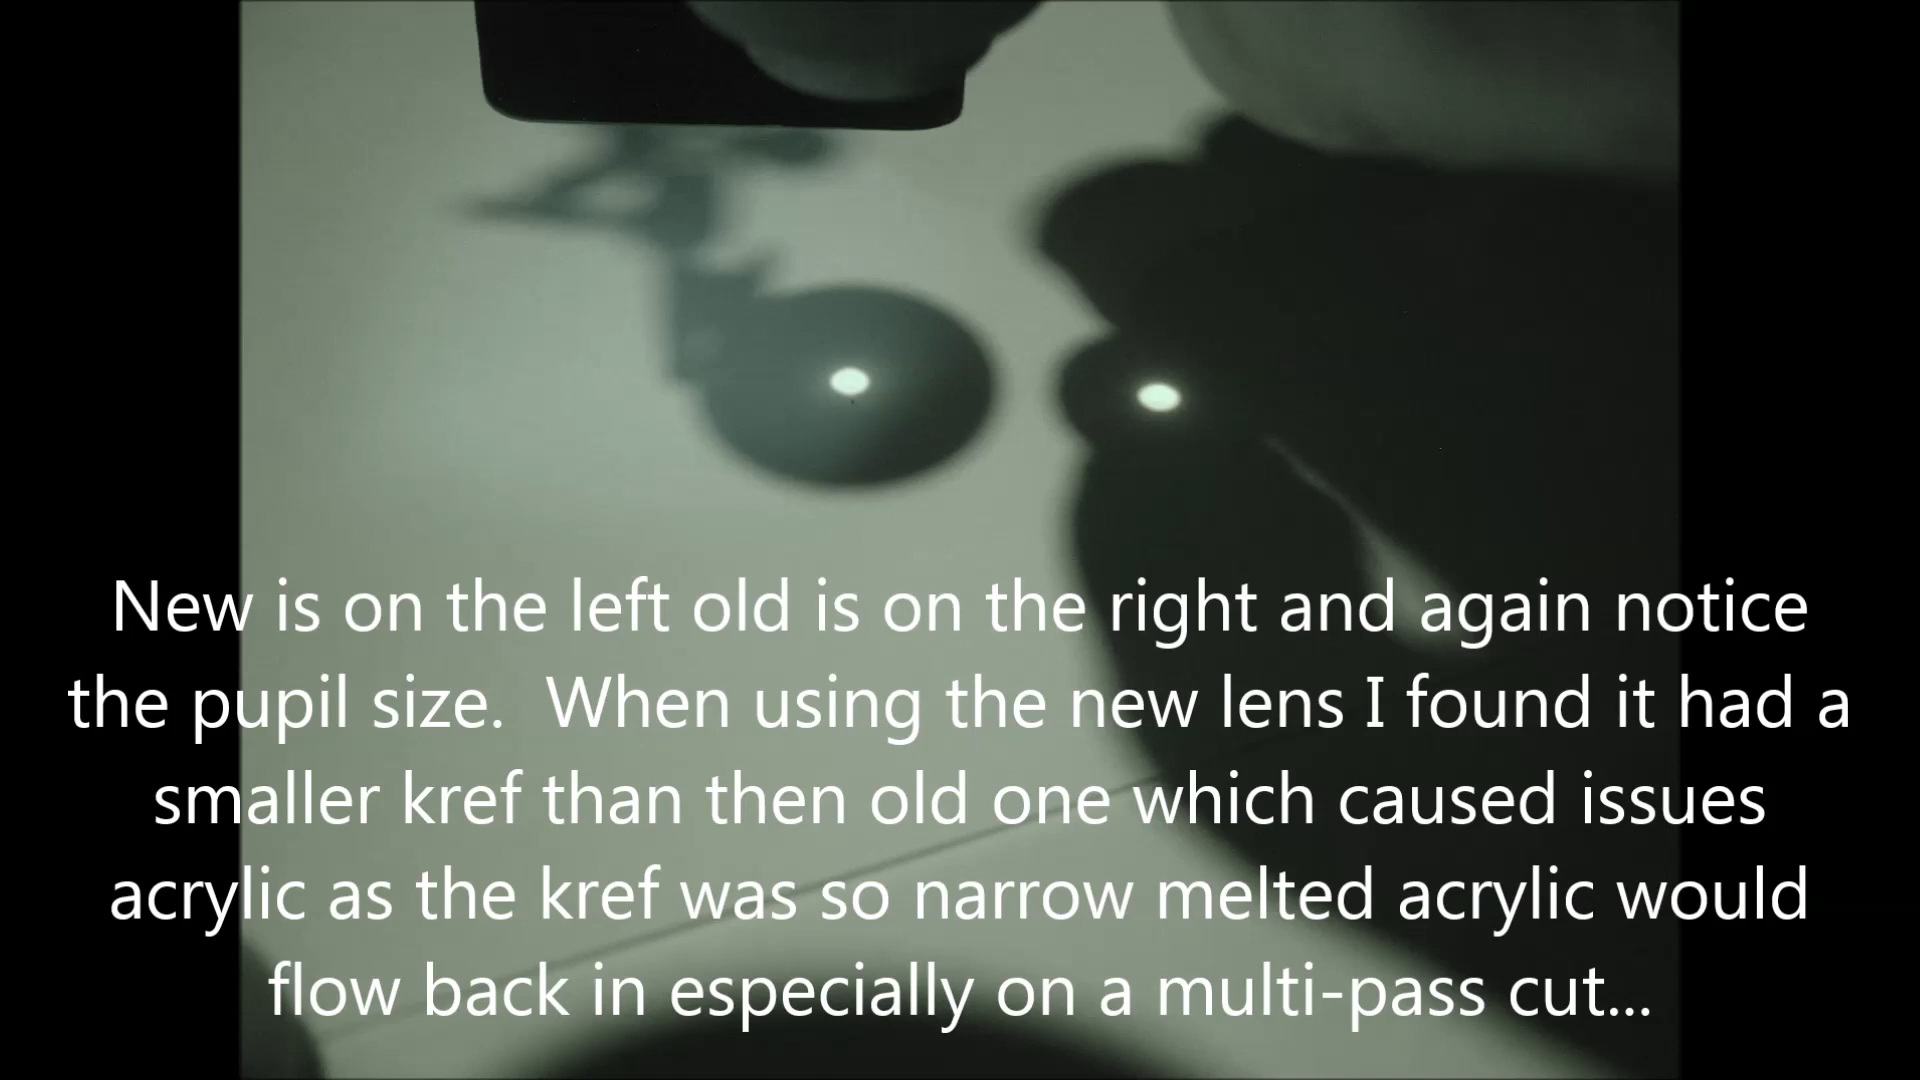 New is on the left old is on the right and again notice
the pupil size.  When using the new lens I found it had a
smaller kref than then old one which caused issues
acrylic as the kref was so narrow melted acrylic would
flow back in especially on a multi-pass cut...